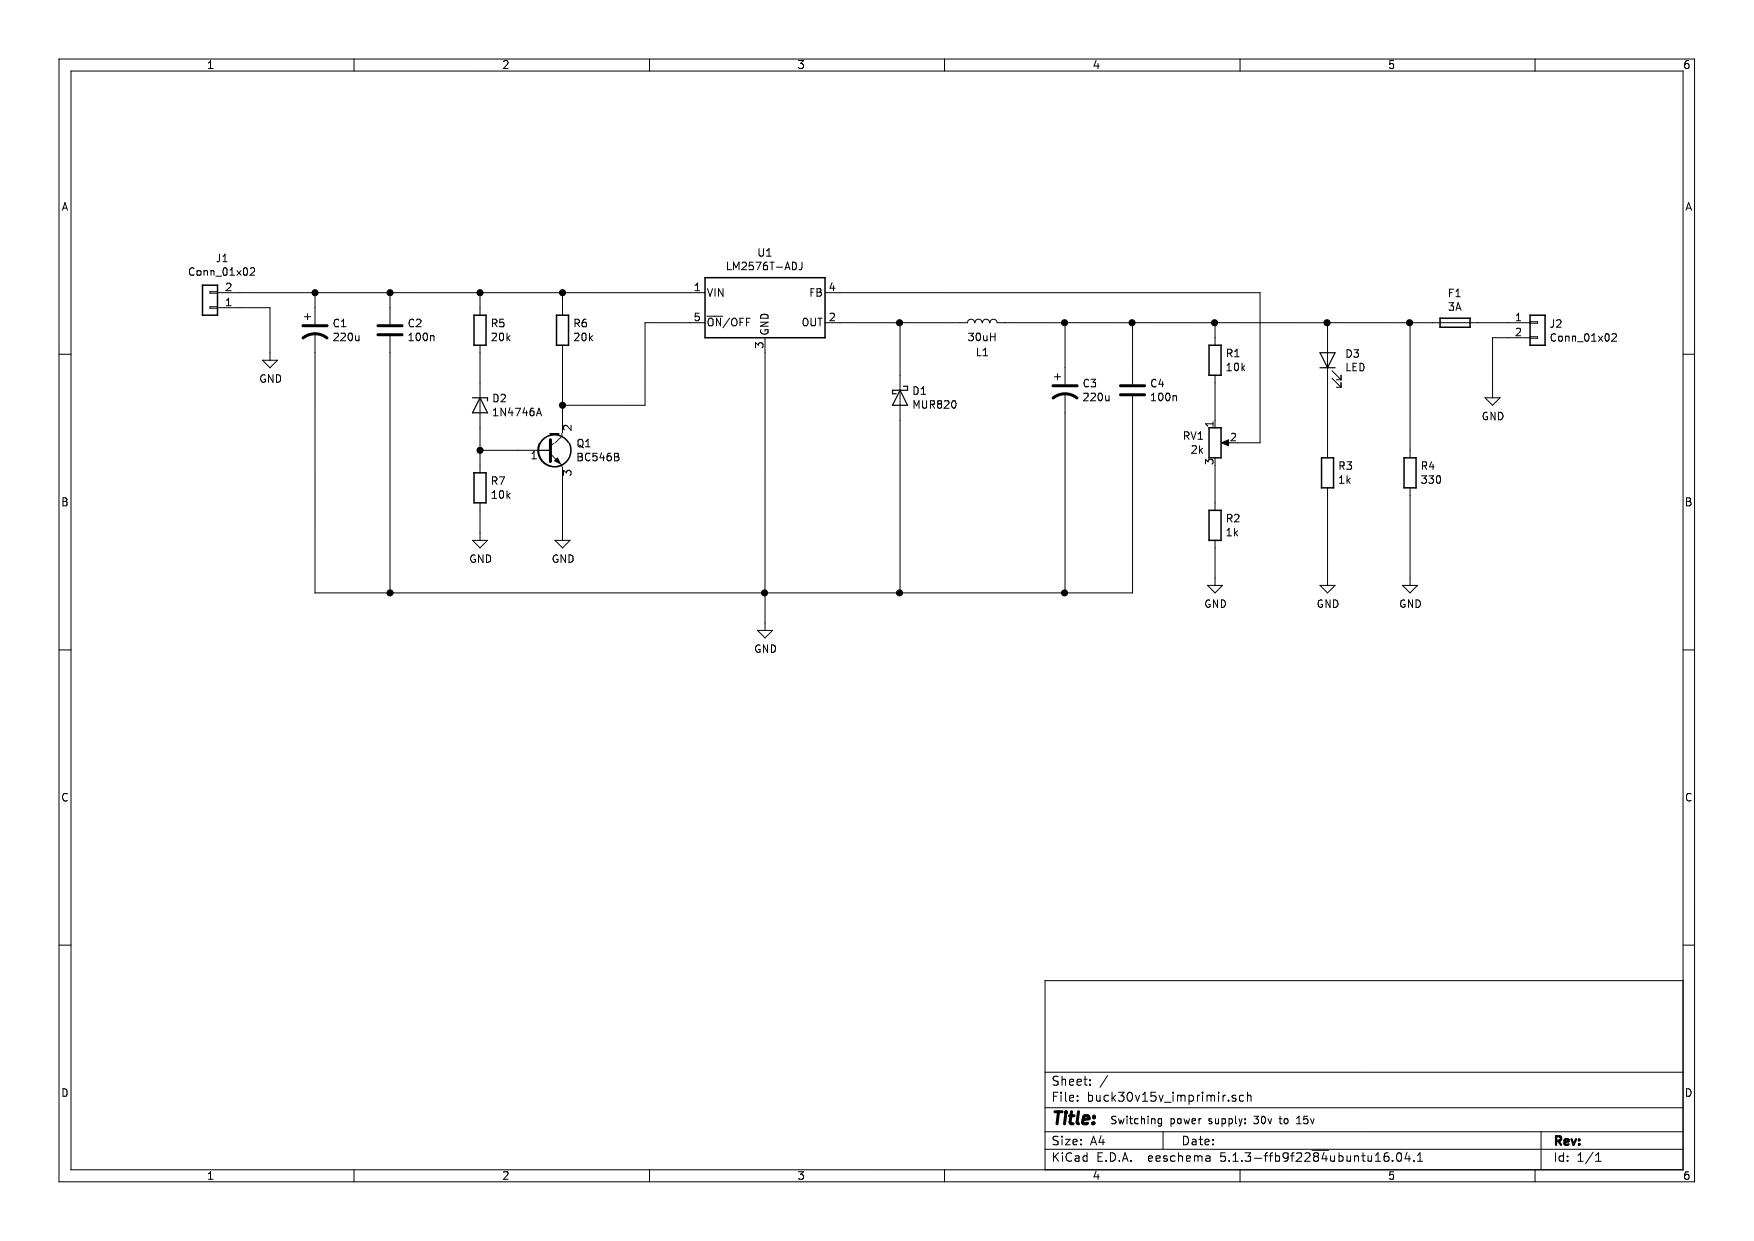 1 2 3 4 5 6
A A
B B
C C
D D
J1
Conn_01x02
2
1
GND
+
C1
220u
C2
100n
R5
20k
R6
20k
D2
1N4746A
2
Q1
BC546B
1
3
R7
10k
GND
GND
U1
LM2576T-ADJ
1 VIN FB 4
5 ON/OFF GND OUT 2
3
GND
30uH
L1
D1
MUR820
+
C3
220u
C4
100n
R1
10k
1
RV1
2k
2
3
R2
1k
GND
D3
LED
R3
1k
GND
R4
330
GND
F1
3A
1
2
J2
Conn_01x02
GND
Sheet: /
File: buck30v15v_imprimir.sch
Title: Switching power supply: 30v to 15v
Size: A4 Date: Rev:
KiCad E.D.A. eeschema 5.1.3-ffb9f2284ubuntu16.04.1 Id: 1/1
1 2 3 4 5 6